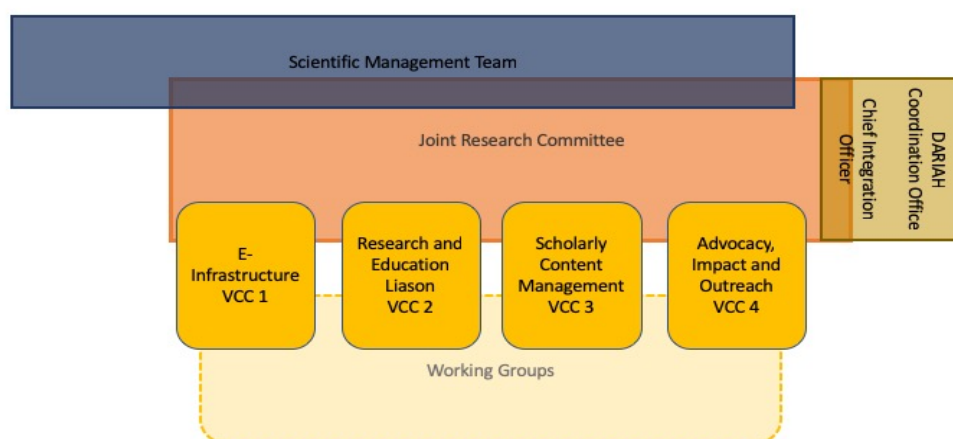 Scientific Management Team
Joint Research Committee
DARIAH
Coordination Office
Chief Integration
Officer
E-
Infrastructure
VCC 1
Research and
Education
Liason
VCC 2
Scholarly
Content
Management
VCC 3
Advocacy,
Impact and
Outreach
VCC 4
Working Groups